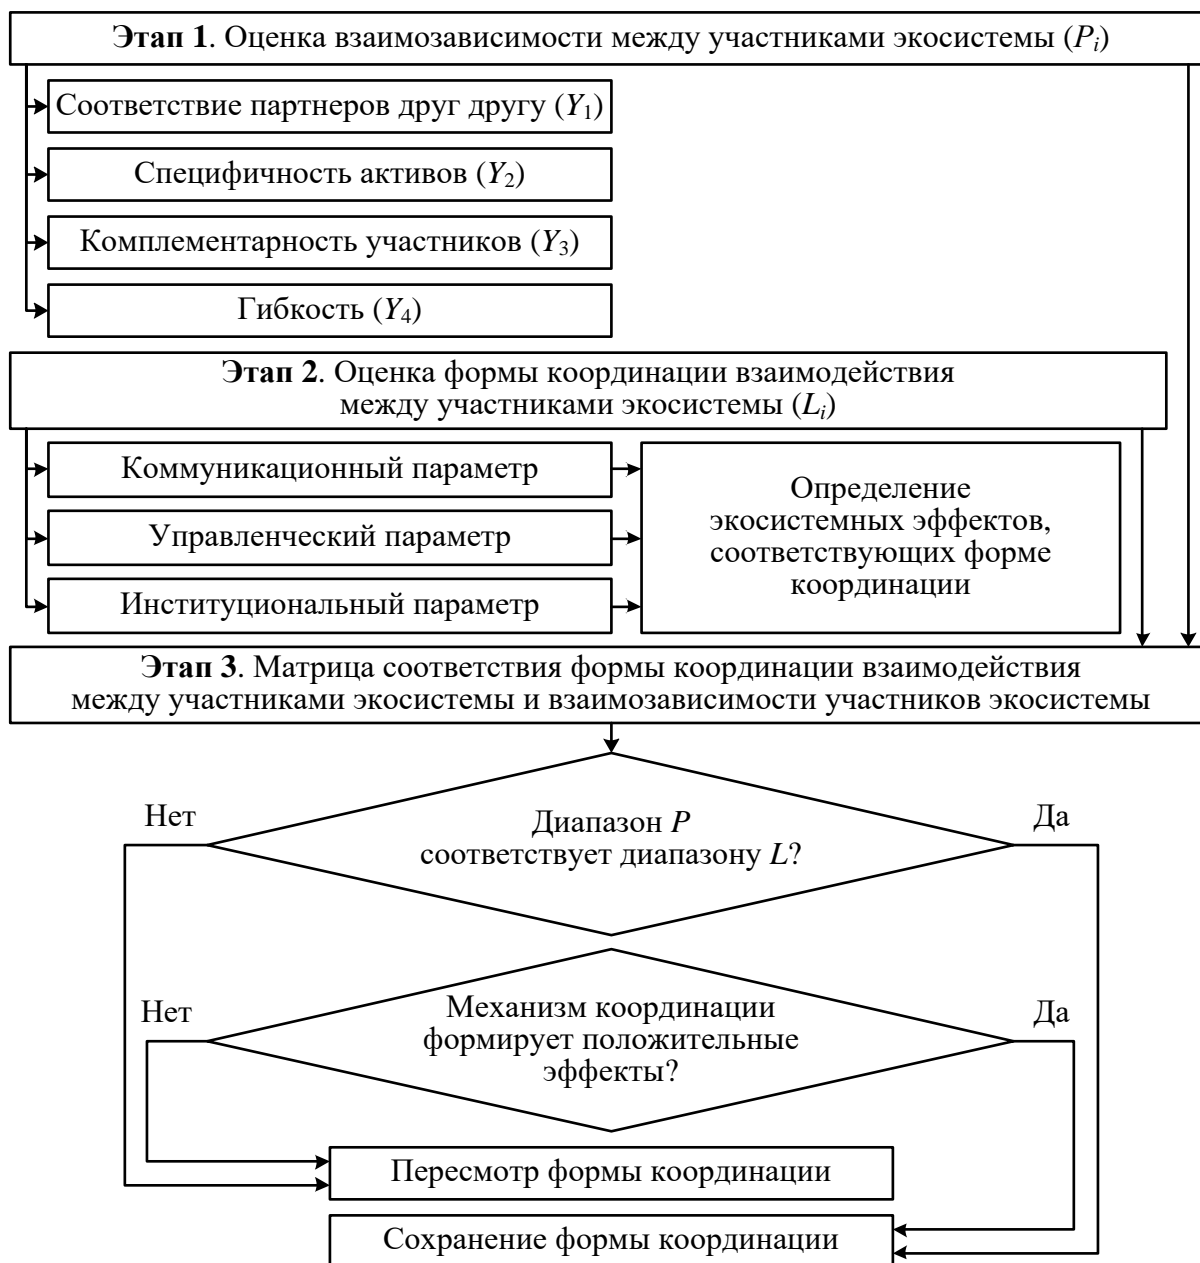 Этап 1. Оценка взаимозависимости между участниками экосистемы (Pi)
Соответствие партнеров друг другу (Y1)
Специфичность активов (Y2)
Комплементарность участников (Y3)
Гибкость (Y4)
Этап 2. Оценка формы координации взаимодействия
между участниками экосистемы (Li)
Коммуникационный параметр
Управленческий параметр
Институциональный параметр
Определение
экосистемных эффектов,
соответствующих форме
координации
Этап 3. Матрица соответствия формы координации взаимодействия
между участниками экосистемы и взаимозависимости участников экосистемы
Нет
Диапазон P
соответствует диапазону L?
Да
Нет
Механизм координации
формирует положительные
эффекты?
Да
Пересмотр формы координации
Сохранение формы координации